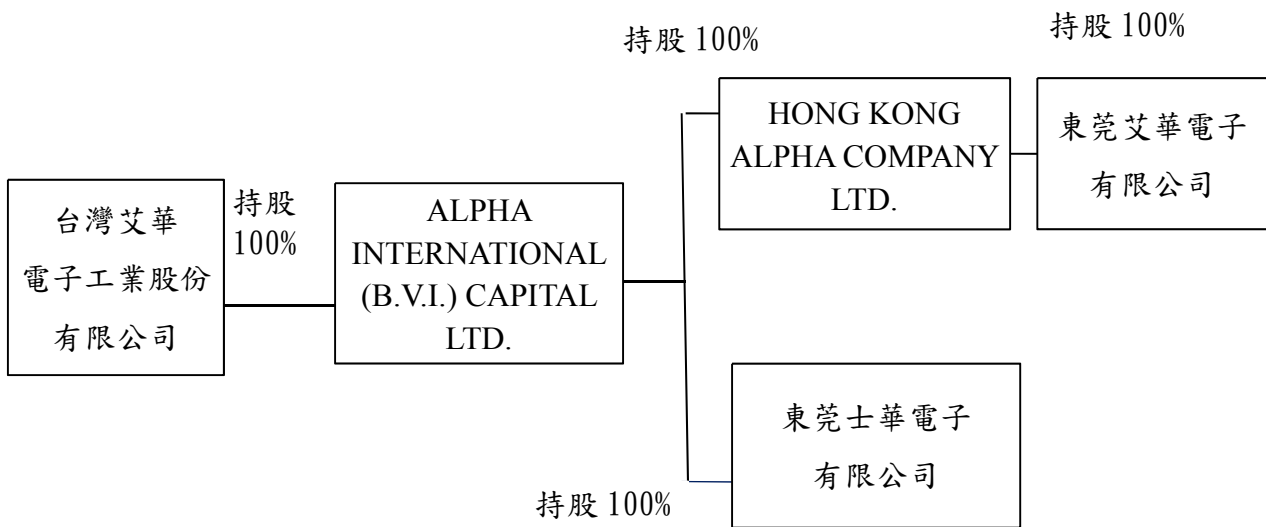 台灣艾華
電子工業股份
有限公司
持股
100%
ALPHA
INTERNATIONAL
(B.V.I.) CAPITAL
LTD.
持股 100%
HONG KONG
ALPHA COMPANY
LTD.
持股 100%
東莞艾華電子
有限公司
持股 100%
東莞士華電子
有限公司